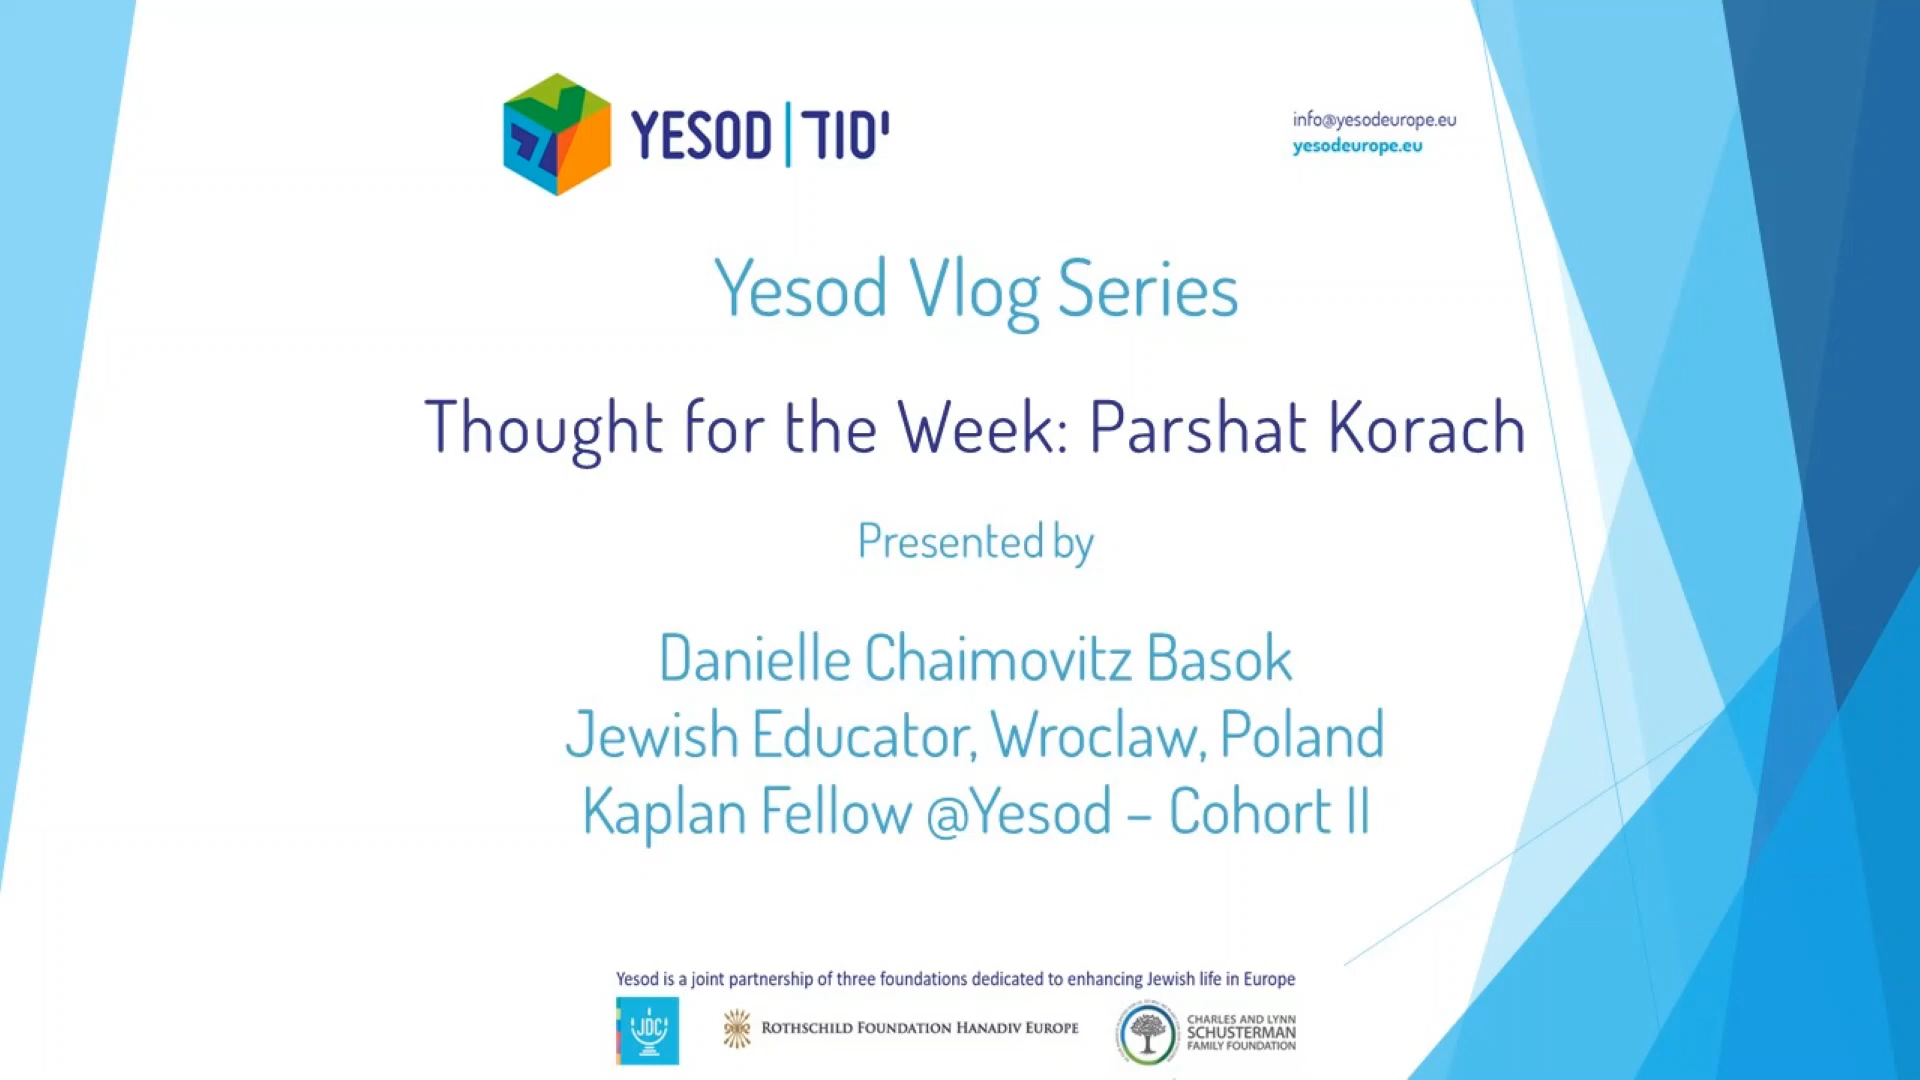 YESOD | יסוד
info@yesodeurope.eu
yesodeurope.eu
Yesod Vlog Series
Thought for the Week: Parshat Korach
Presented by
Danielle Chaimovitz Basok
Jewish Educator, Wroclaw, Poland
Kaplan Fellow @Yesod – Cohort II
Yesod is a joint partnership of three foundations dedicated to enhancing Jewish life in Europe
JDC
ROTHSCHILD FOUNDATION HANADIV EUROPE
CHARLES AND LYNN
SCHUSTERMAN
FAMILY FOUNDATION